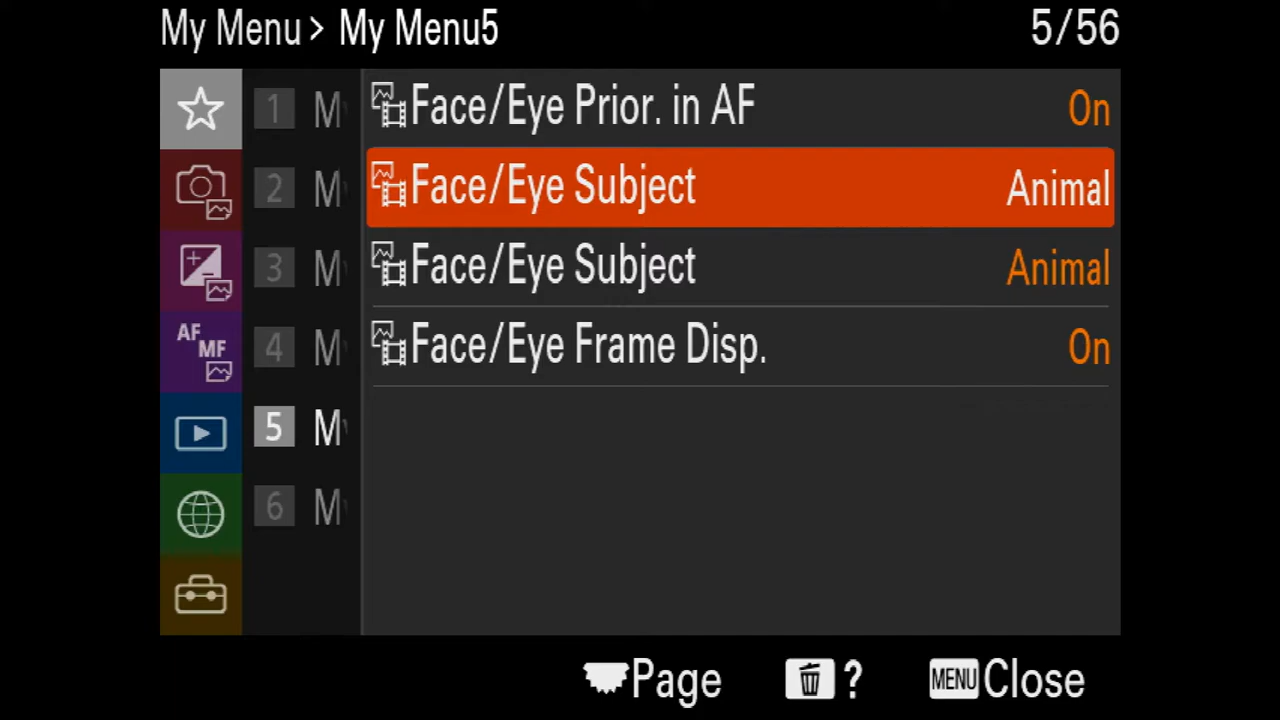 My Menu> My Menu5 5/56
1 M
Face/Eye Prior. in AF On
2 M
Face/Eye Subject Animal
3 M
Face/Eye Subject Animal
AF MF
4 M
Face/Eye Frame Disp. On
5 M
6 M
Page ? MENU Close